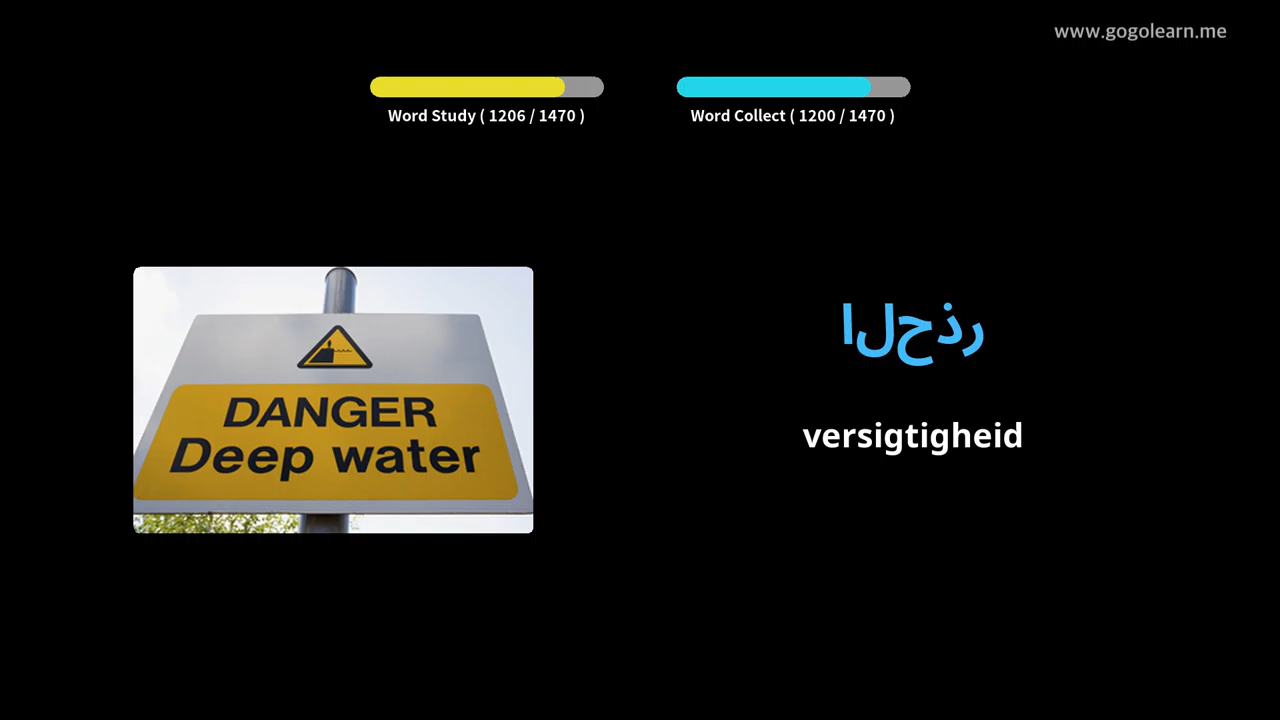 www.gogolearn.me
Word Study ( 1206 / 1470 )
Word Collect ( 1200 / 1470 )
DANGER
Deep water
الحذر
versigtigheid